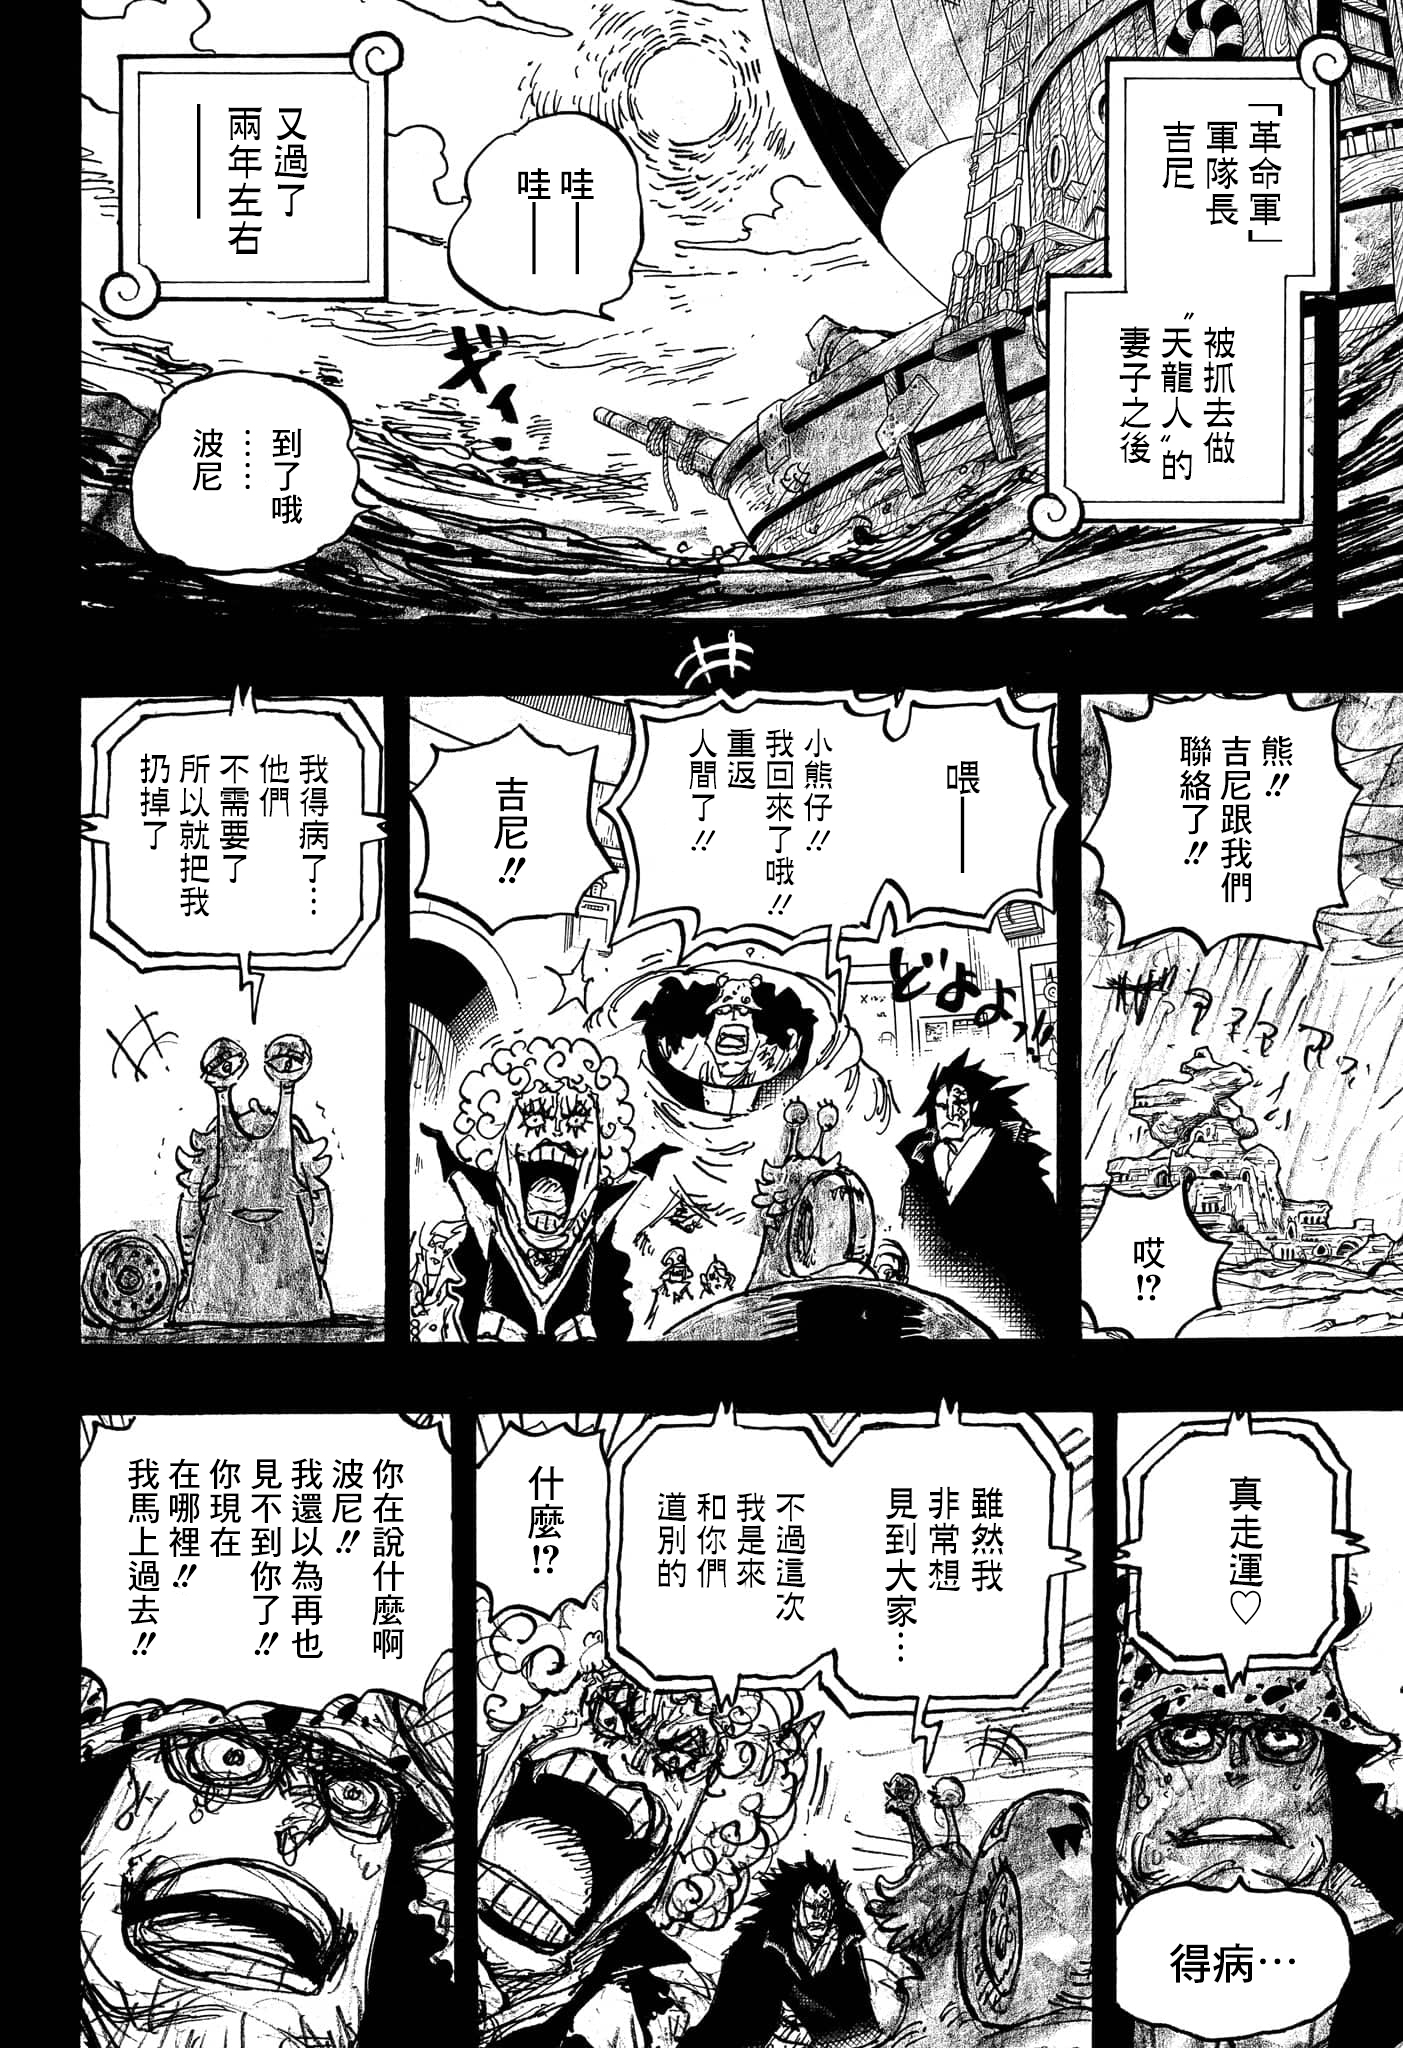 「革命軍」
軍隊長
吉尼
被抓去做
〝天龍人〞的
妻子之後
哇——
哇——
又過了
兩年左右
——
ギィ
到了哦
……
波尼
熊!!
吉尼跟我們
聯絡了!!
哎!?
喂——
小熊仔!!
我回來了哦!!
重返
人間了!!
どよよっ!!
吉尼!!
我得病了…
他們
不需要了
所以就把我
扔掉了
真走運♡
得病…
雖然我
非常想
見到大家…
不過這次
我是來
和你們
道別的
什麼!?
你在說什麼啊
波尼!!
我還以為再也
見不到你了!!
你現在
在哪裡!!
我馬上過去!!